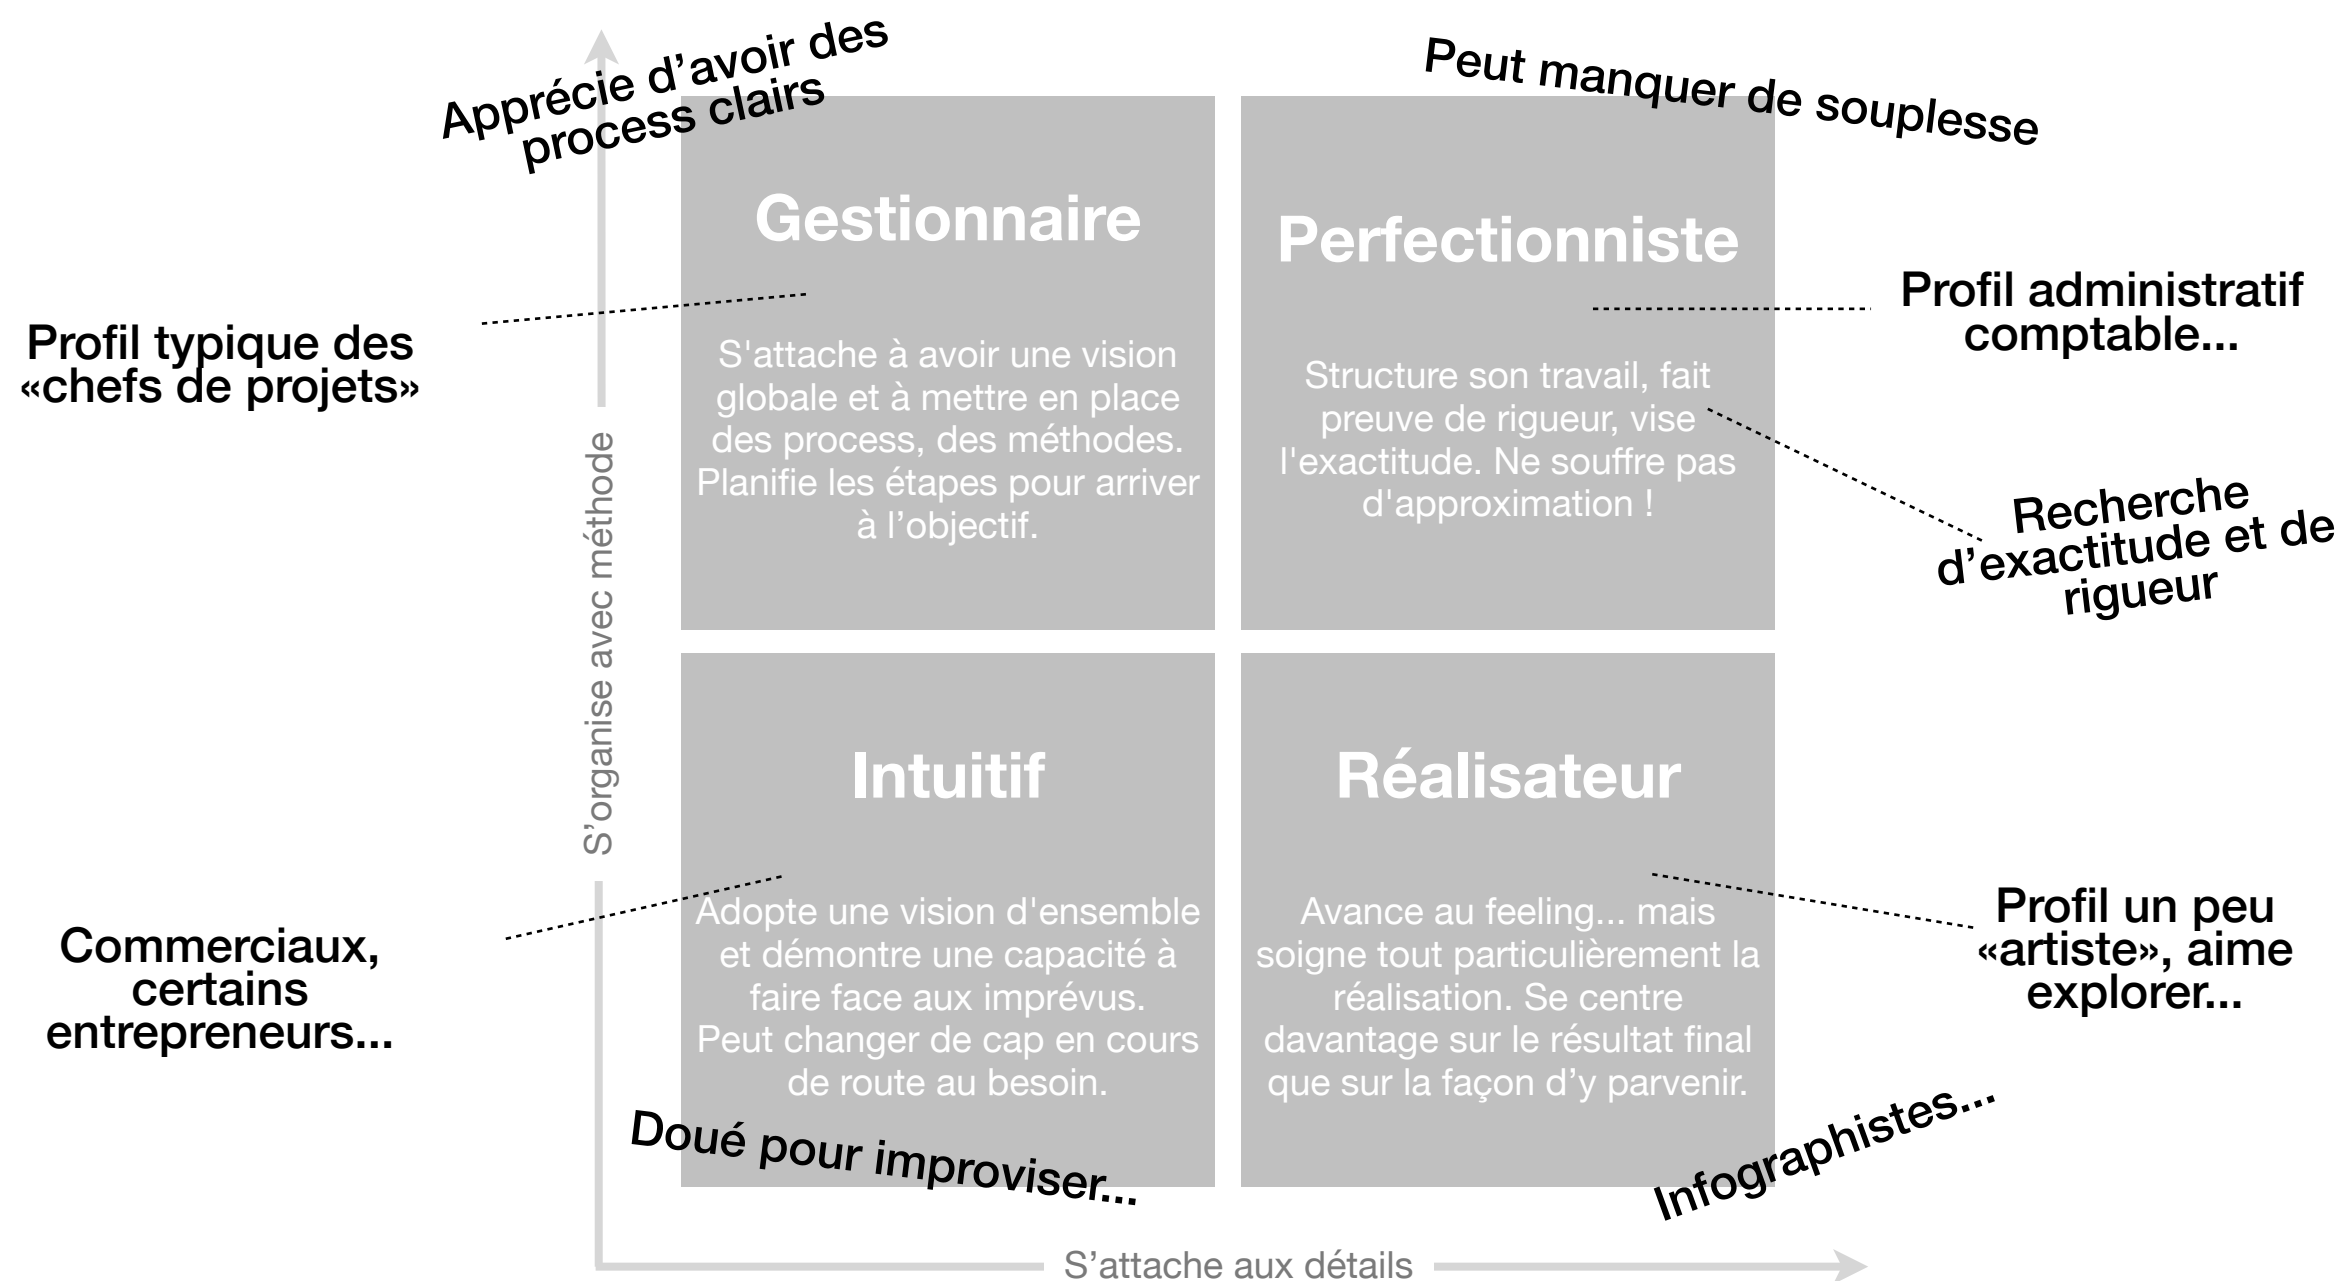 Apprécie d’avoir des
process clairs
Peut manquer de souplesse
Gestionnaire
S'attache à avoir une vision
globale et à mettre en place
des process, des méthodes.
Planifie les étapes pour arriver
à l’objectif.
Perfectionniste
Structure son travail, fait
preuve de rigueur, vise
l'exactitude. Ne souffre pas
d'approximation !
Profil typique des
«chefs de projets»
Profil administratif
comptable...
Recherche
d’exactitude et de
rigueur
S’organise avec méthode
Intuitif
Adopte une vision d'ensemble
et démontre une capacité à
faire face aux imprévus.
Peut changer de cap en cours
de route au besoin.
Réalisateur
Avance au feeling... mais
soigne tout particulièrement la
réalisation. Se centre
davantage sur le résultat final
que sur la façon d’y parvenir.
Commerciaux,
certains
entrepreneurs...
Profil un peu
«artiste», aime
explorer...
Doué pour improviser...
Infographistes...
S’attache aux détails